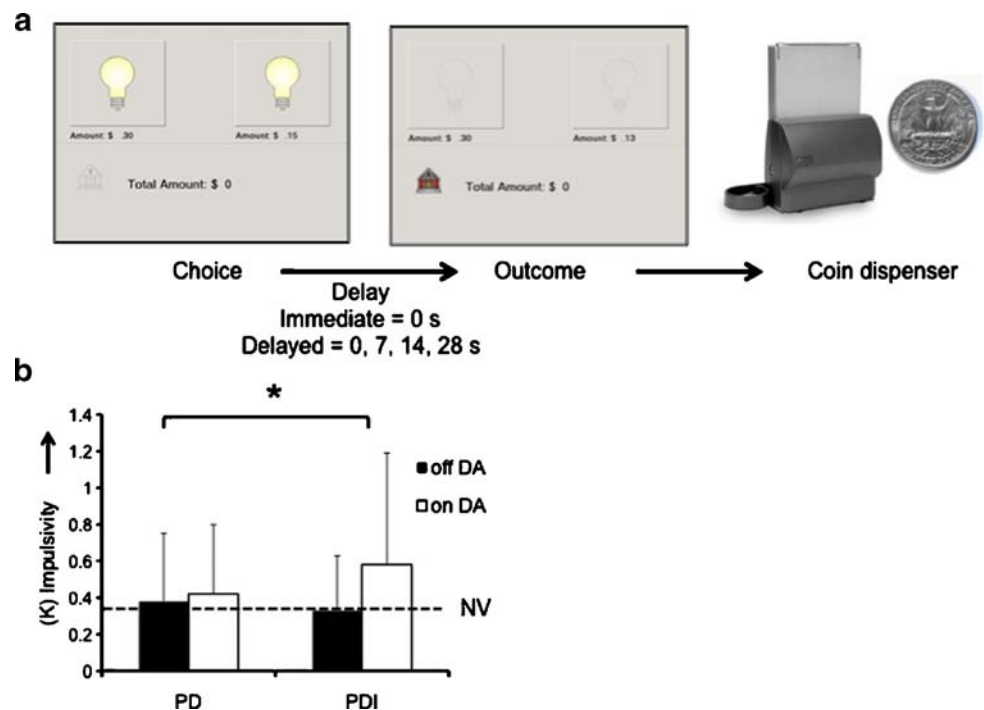 a
Amount: $ .30 Amount: $ .15
Total Amount: $ 0
Amount: $ .30 Amount: $ .13
Total Amount: $ 0
Choice
Outcome
Coin dispenser
Delay
Immediate = 0 s
Delayed = 0, 7, 14, 28 s
b
*
1.4
1.2
1
0.8
0.6
0.4
0.2
0
(K) Impulsivity
off DA
on DA
NV
PD
PDI